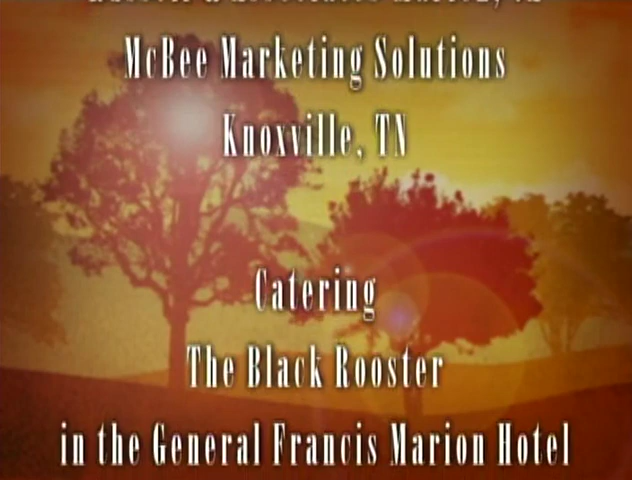 McBee Marketing Solutions
Knoxville, TN
Catering
The Black Rooster
in the General Francis Marion Hotel